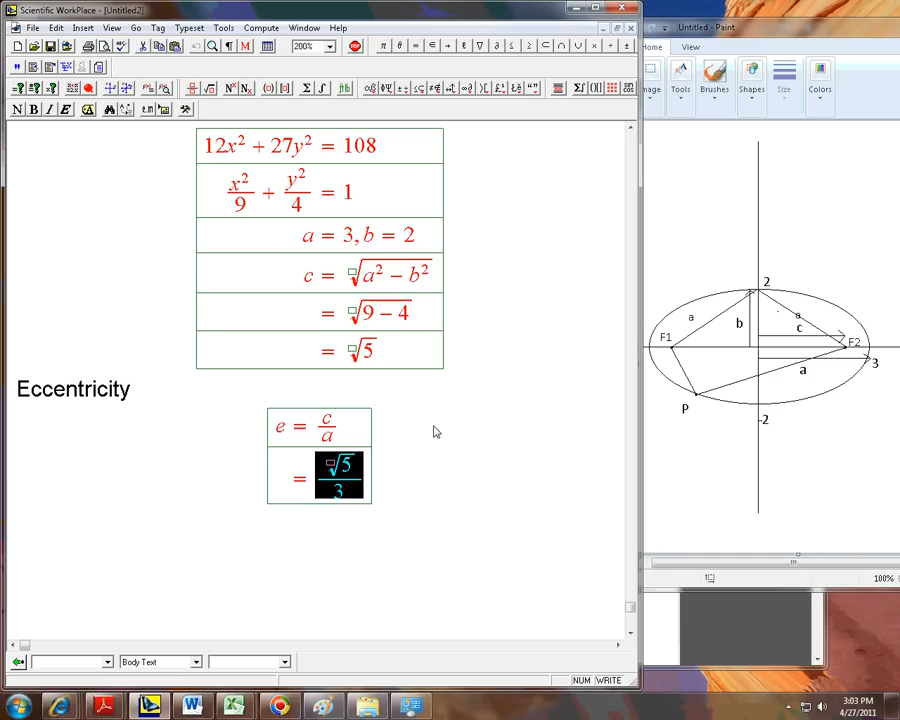 Scientific WorkPlace - [Untitled2]
File Edit Insert View Go Tag Typeset Tools Compute Window Help
200%
12x² + 27y² = 108
x²/9 + y²/4 = 1
a = 3, b = 2
c = √(a² − b²)
= √(9 − 4)
= √5
Eccentricity
e = c/a
= √5/3
Body Text
NUM WRITE
Untitled - Paint
Home View
Tools Brushes Shapes Size Colors
2
a
b
a
c
F1
F2
a
3
P
-2
100%
3:03 PM
4/27/2011